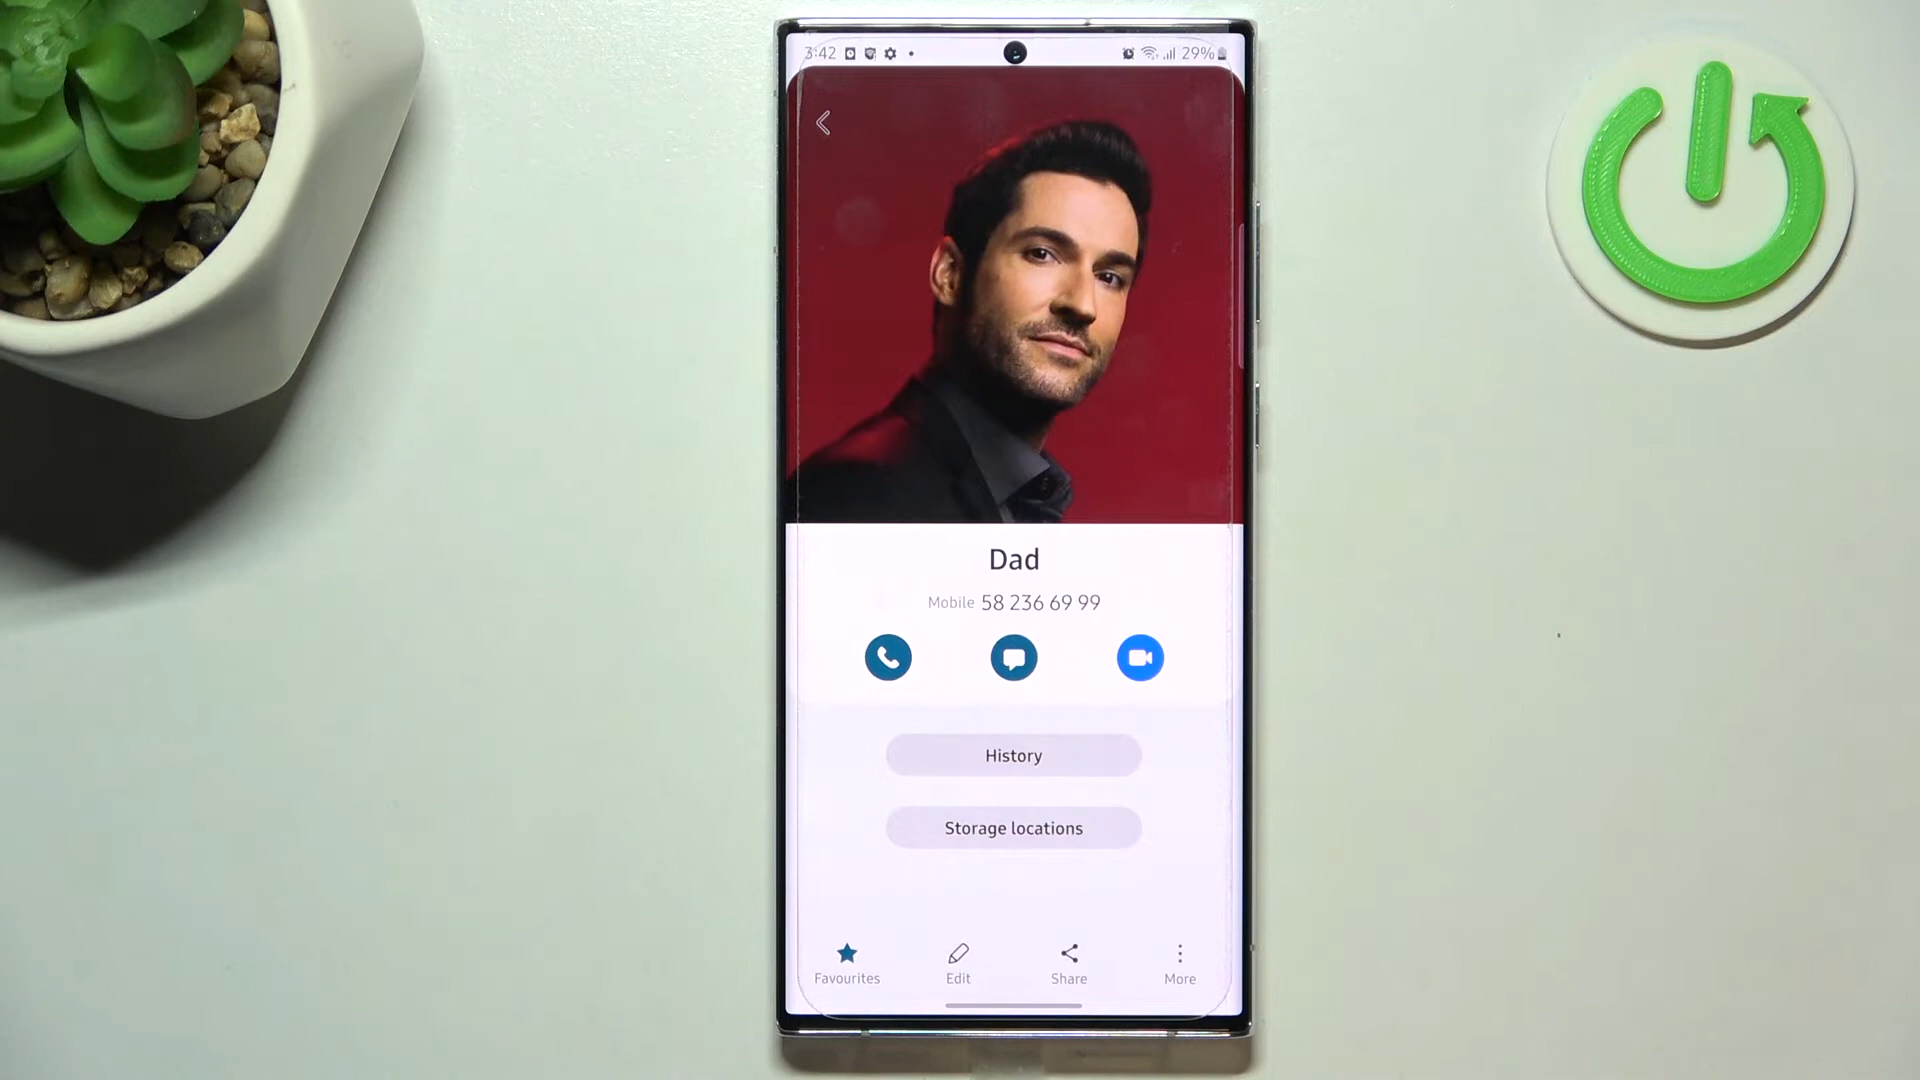 3:42 29%
Dad
Mobile 58 236 69 99
History
Storage locations
Favourites Edit Share More